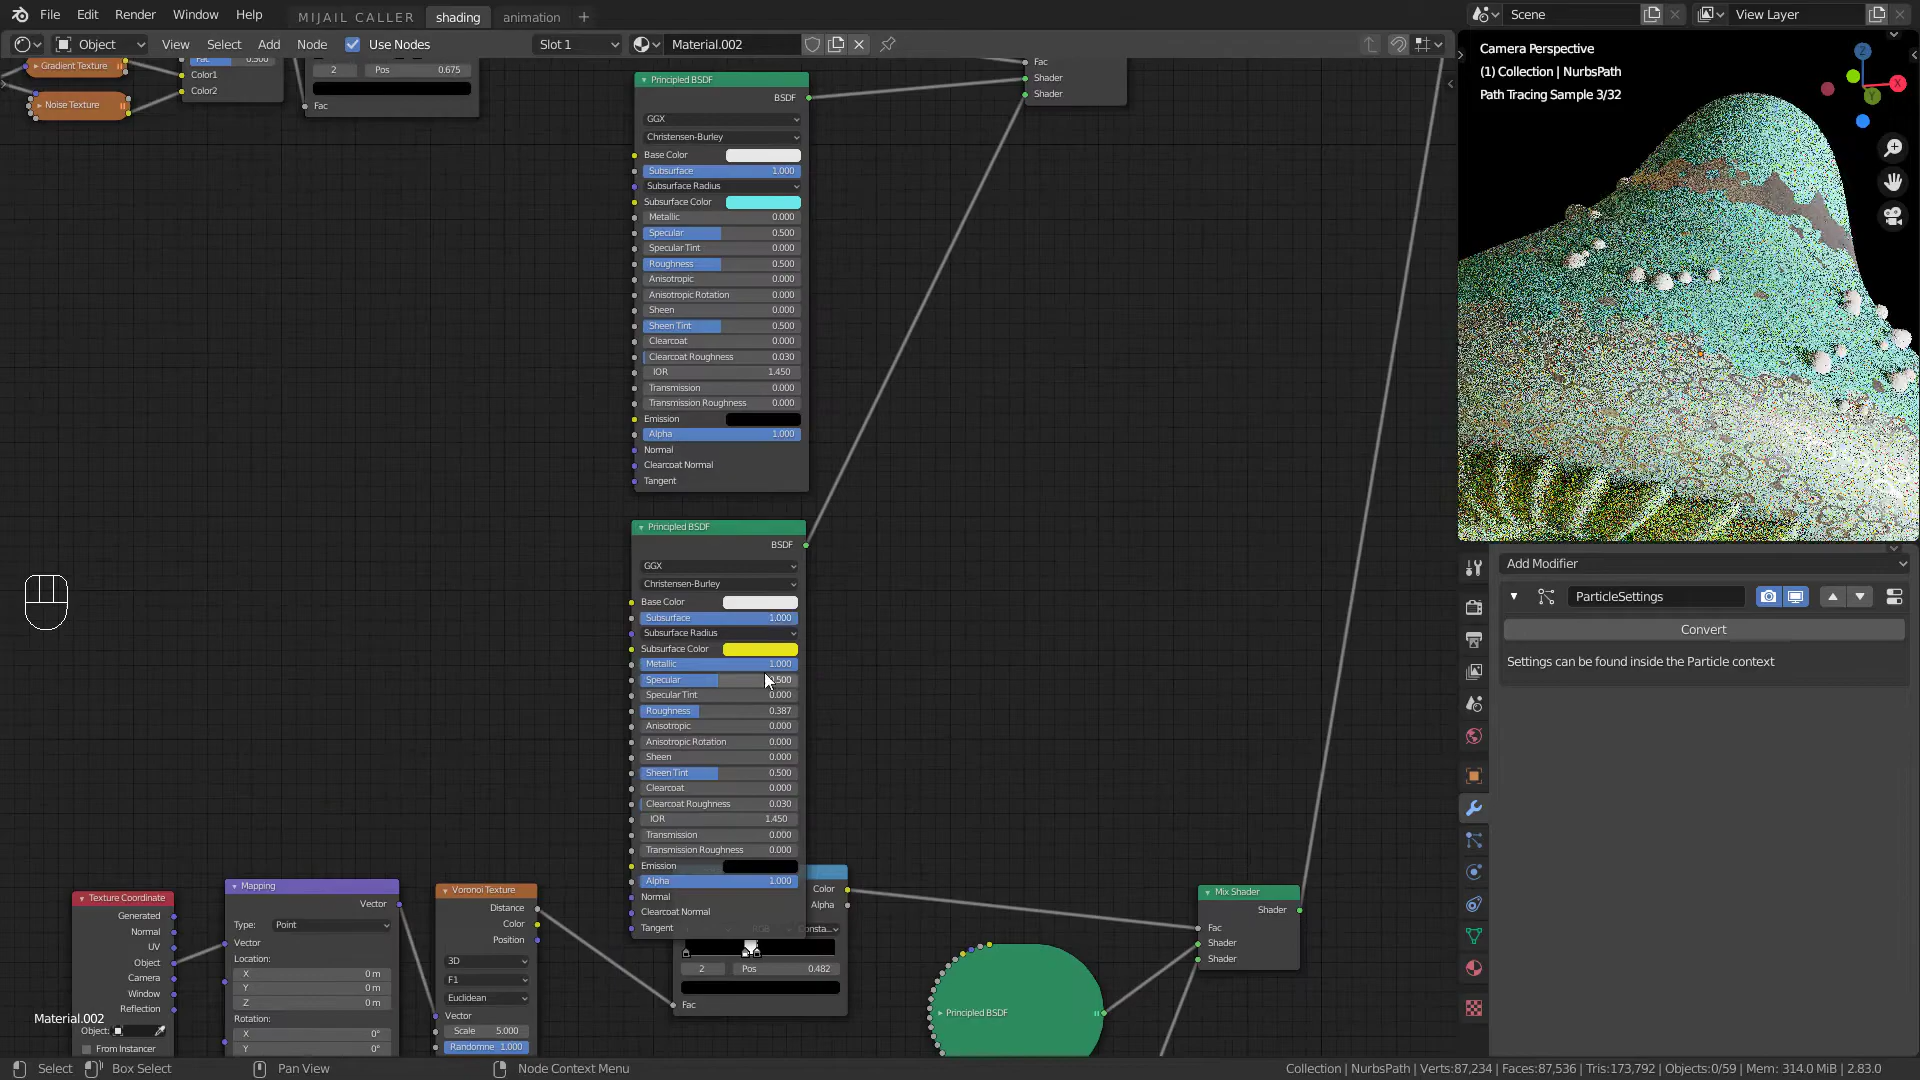 File Edit Render Window Help MIJAIL CALLER shading animation + Scene View Layer
Object View Select Add Node Use Nodes Slot 1 Material.002
Gradient Texture
Noise Texture
Fac 0.500
Color1
Color2
2 Pos 0.675
Fac
Principled BSDF
BSDF
GGX
Christensen-Burley
Base Color
Subsurface 1.000
Subsurface Radius
Subsurface Color
Metallic 0.000
Specular 0.500
Specular Tint 0.000
Roughness 0.500
Anisotropic 0.000
Anisotropic Rotation 0.000
Sheen 0.000
Sheen Tint 0.500
Clearcoat 0.000
Clearcoat Roughness 0.030
IOR 1.450
Transmission 0.000
Transmission Roughness 0.000
Emission
Alpha 1.000
Normal
Clearcoat Normal
Tangent
Fac
Shader
Shader
Principled BSDF
BSDF
GGX
Christensen-Burley
Base Color
Subsurface 1.000
Subsurface Radius
Subsurface Color
Metallic 1.000
Specular 0.500
Specular Tint 0.000
Roughness 0.387
Anisotropic 0.000
Anisotropic Rotation 0.000
Sheen 0.000
Sheen Tint 0.500
Clearcoat 0.000
Clearcoat Roughness 0.030
IOR 1.450
Transmission 0.000
Transmission Roughness 0.000
Emission
Alpha 1.000
Normal
Clearcoat Normal
Tangent
Texture Coordinate
Generated
Normal
UV
Object
Camera
Window
Reflection
Object:
From Instancer
Material.002
Mapping
Vector
Type: Point
Vector
Location:
X 0 m
Y 0 m
Z 0 m
Rotation:
X 0°
Y 0°
Voronoi Texture
Distance
Color
Position
3D
F1
Euclidean
Vector
Scale 5.000
Randomne 1.000
Color
Alpha
RGB Consta..
2 Pos 0.482
Fac
Principled BSDF
Mix Shader
Shader
Fac
Shader
Shader
Camera Perspective
(1) Collection | NurbsPath
Path Tracing Sample 3/32
X
Y
Z
Add Modifier
ParticleSettings
Convert
Settings can be found inside the Particle context
Select Box Select Pan View Node Context Menu
Collection | NurbsPath | Verts:87,234 | Faces:87,536 | Tris:173,792 | Objects:0/59 | Mem: 314.0 MiB | 2.83.0